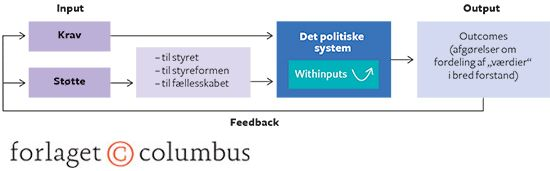 Input
Output
Krav
Støtte
– til styret
– til styreformen
– til fællesskabet
Det politiske
system
Withinputs
Outcomes
(afgørelser om
fordeling af „værdier“
i bred forstand)
Feedback
forlaget © columbus